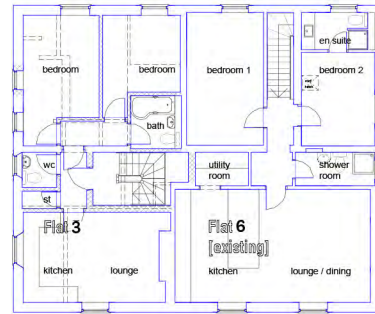 en suite
bedroom
bedroom
bedroom 1
bedroom 2
bath
wc
utility
room
shower
room
st
Flat 3
Flat 6
[existing]
kitchen
lounge
kitchen
lounge / dining